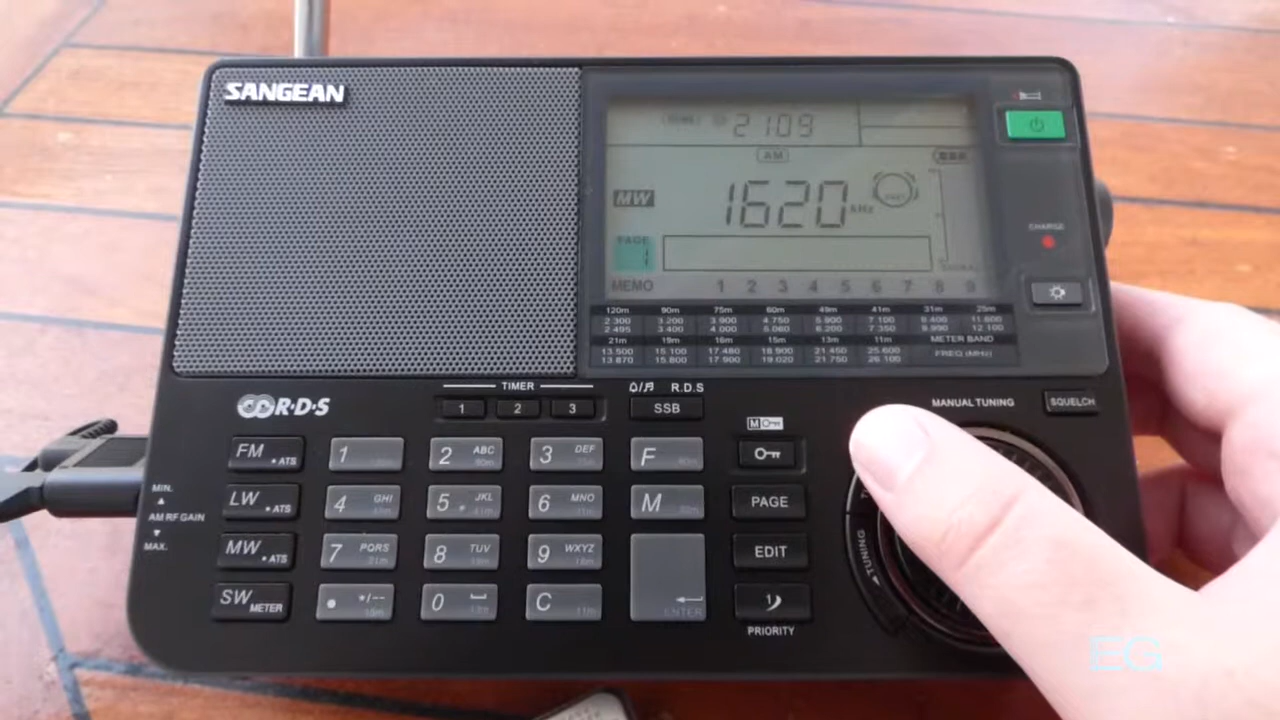 SANGEAN
2109
AM
MW
1620 kHz
PAGE
1
MEMO 1 2 3 4 5 6 7 8 9
120m 90m 75m 60m 49m 41m 31m 25m
2.300 3.200 3.900 4.750 5.900 7.100 9.400 11.600
2.495 3.400 4.000 5.060 6.200 7.350 9.990 12.100
21m 19m 16m 15m 13m 11m METER BAND
13.500 15.100 17.480 18.900 21.450 25.600 FREQ (MHz)
13.870 15.800 17.900 19.020 21.750 26.100
CHARGE
TIMER
1 2 3
R.D.S
SSB
R·D·S
MANUAL TUNING
SQUELCH
M
FM • ATS
1
2 ABC
3 DEF
F
MIN.
AM RF GAIN
MAX.
LW • ATS
4 GHI
5 JKL
6 MNO
M
PAGE
MW • ATS
7 PQRS
8 TUV
9 WXYZ
EDIT
SW METER
• */--
0
C
ENTER
1
PRIORITY
TUNING
EG